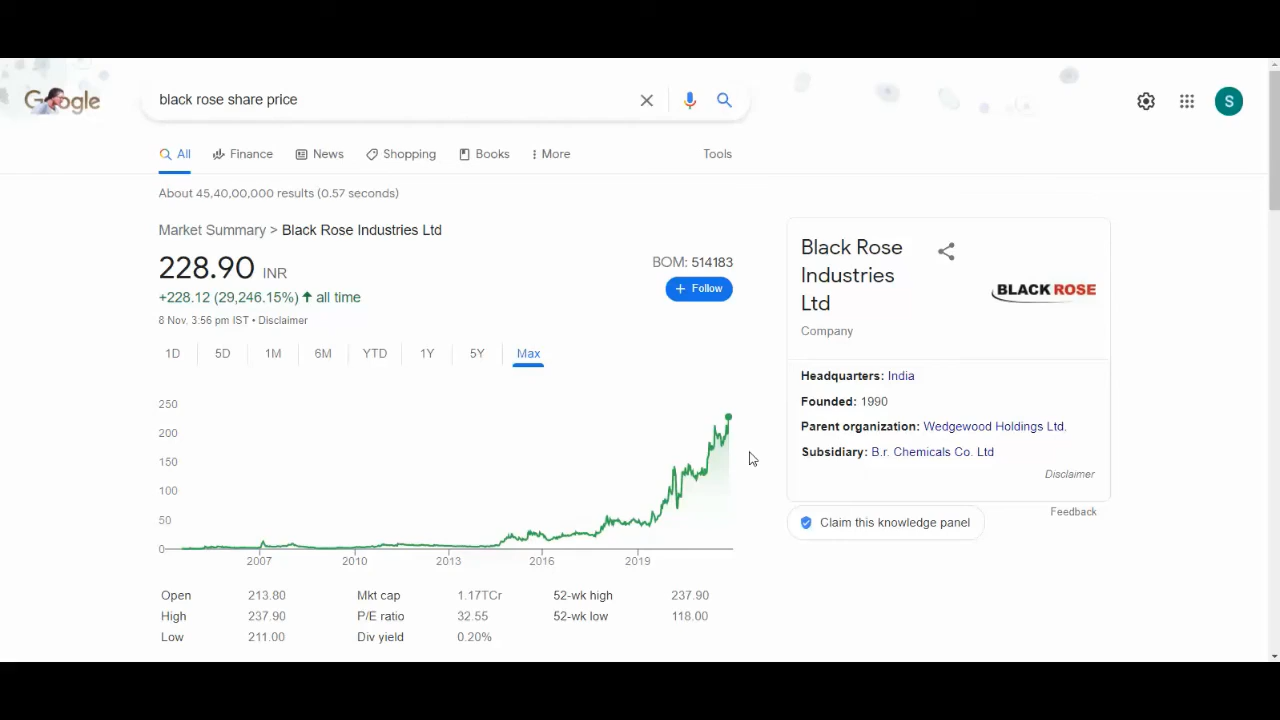 Google
black rose share price
S
All Finance News Shopping Books More Tools
About 45,40,00,000 results (0.57 seconds)
Market Summary > Black Rose Industries Ltd
228.90 INR
+228.12 (29,246.15%) all time
8 Nov, 3:56 pm IST • Disclaimer
BOM: 514183
+ Follow
1D 5D 1M 6M YTD 1Y 5Y Max
250
200
150
100
50
0
2007 2010 2013 2016 2019
Open 213.80 Mkt cap 1.17TCr 52-wk high 237.90
High 237.90 P/E ratio 32.55 52-wk low 118.00
Low 211.00 Div yield 0.20%
Black Rose
Industries
Ltd
BLACK ROSE
Company
Headquarters: India
Founded: 1990
Parent organization: Wedgewood Holdings Ltd.
Subsidiary: B.r. Chemicals Co. Ltd
Disclaimer
Feedback
Claim this knowledge panel